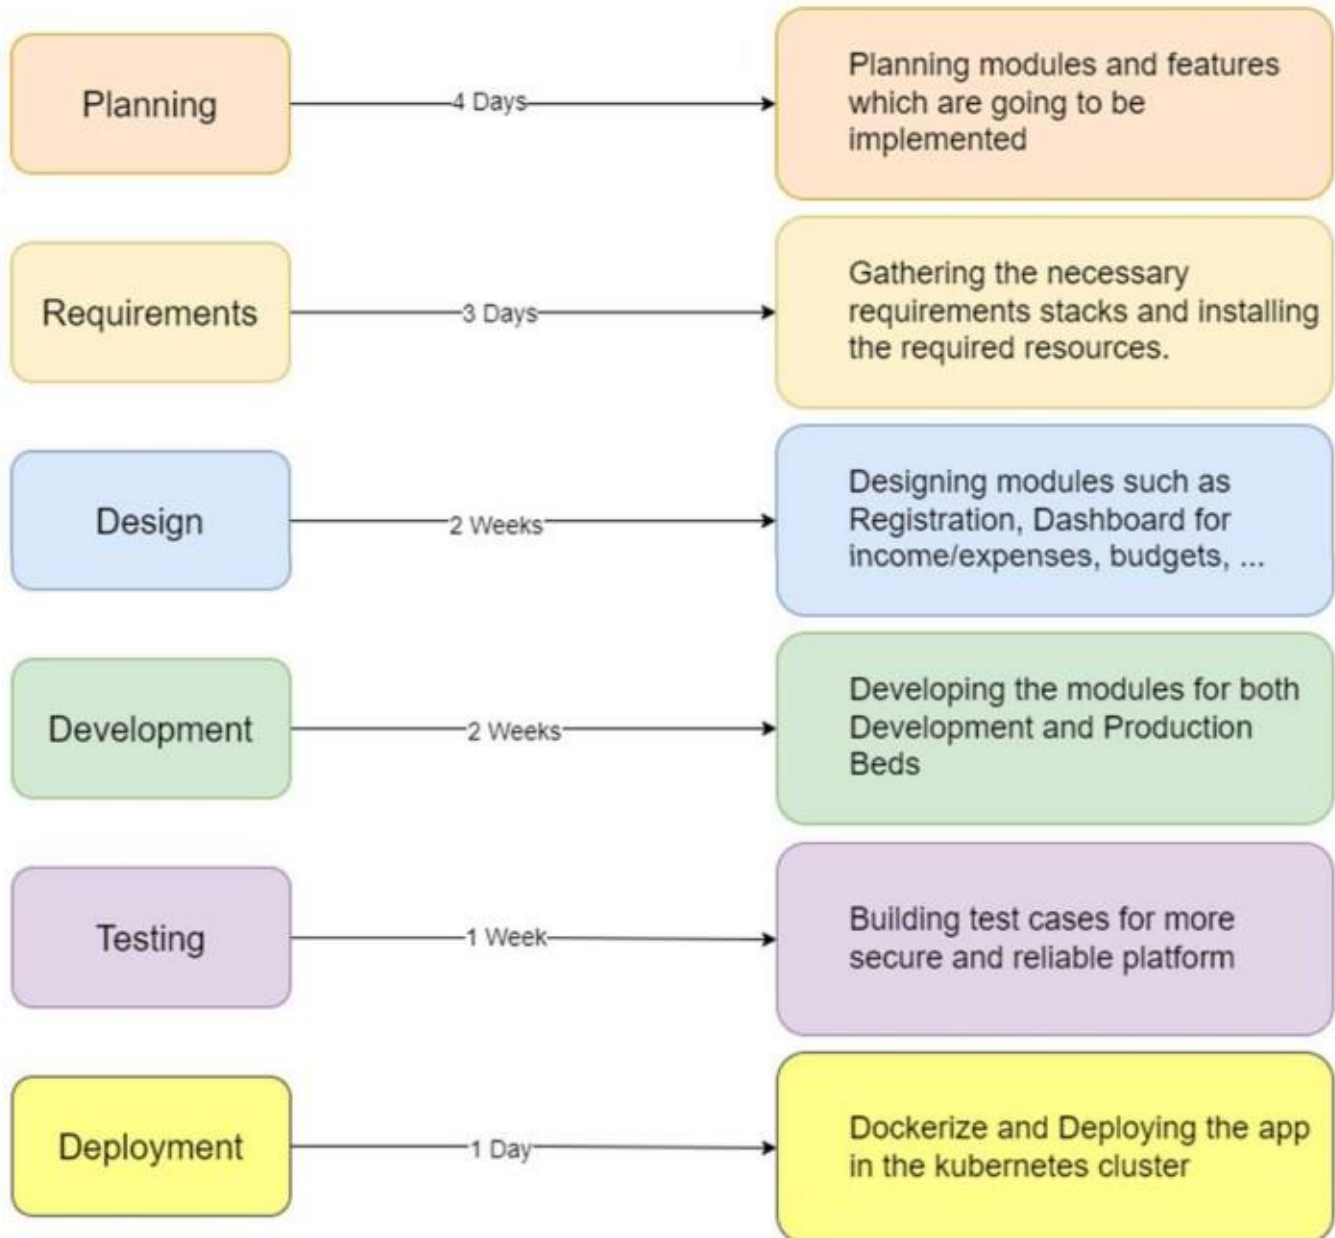 Planning
4 Days
Planning modules and features
which are going to be
implemented
Requirements
3 Days
Gathering the necessary
requirements stacks and installing
the required resources.
Design
2 Weeks
Designing modules such as
Registration, Dashboard for
income/expenses, budgets, ...
Development
2 Weeks
Developing the modules for both
Development and Production
Beds
Testing
1 Week
Building test cases for more
secure and reliable platform
Deployment
1 Day
Dockerize and Deploying the app
in the kubernetes cluster